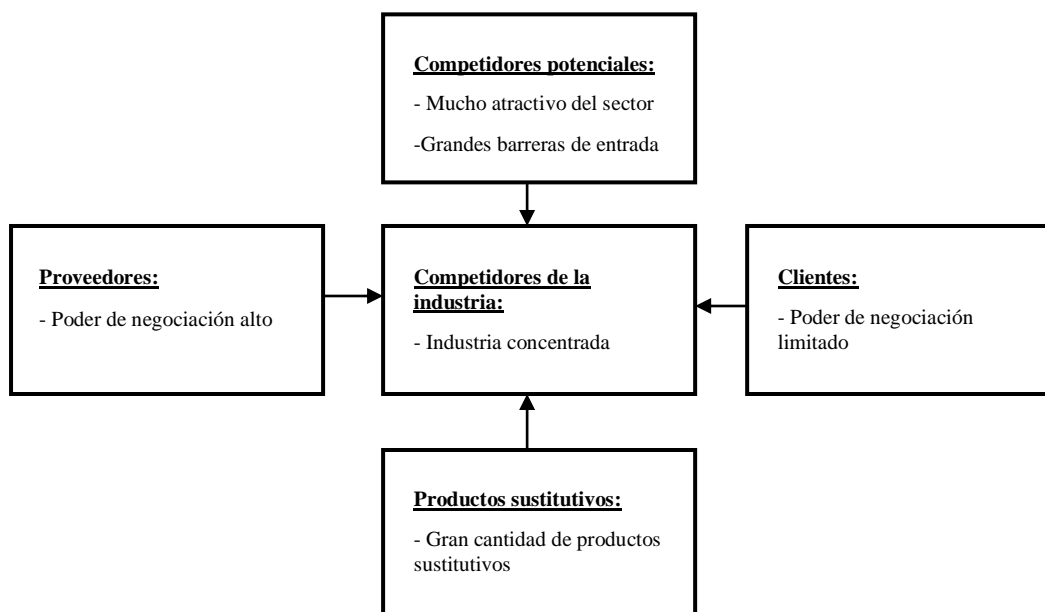 Competidores potenciales:
- Mucho atractivo del sector
-Grandes barreras de entrada
Proveedores:
- Poder de negociación alto
Competidores de la
industria:
- Industria concentrada
Clientes:
- Poder de negociación
limitado
Productos sustitutivos:
- Gran cantidad de productos
sustitutivos